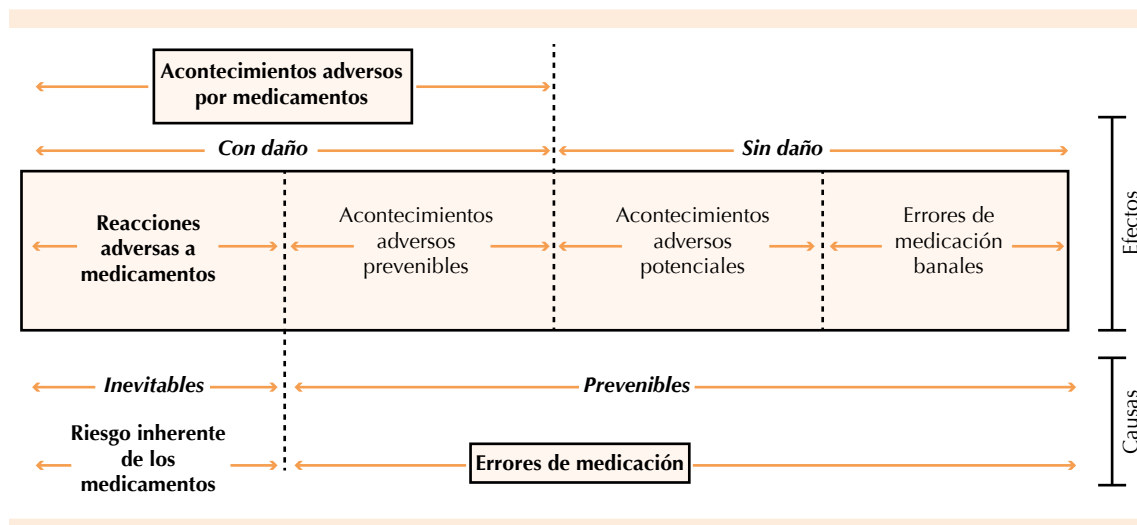 Acontecimientos adversos
por medicamentos
Con daño
Sin daño
Reacciones
adversas a
medicamentos
Acontecimientos
adversos
prevenibles
Acontecimientos
adversos
potenciales
Errores de
medicación
banales
Efectos
Inevitables
Prevenibles
Riesgo inherente
de los
medicamentos
Errores de medicación
Causas